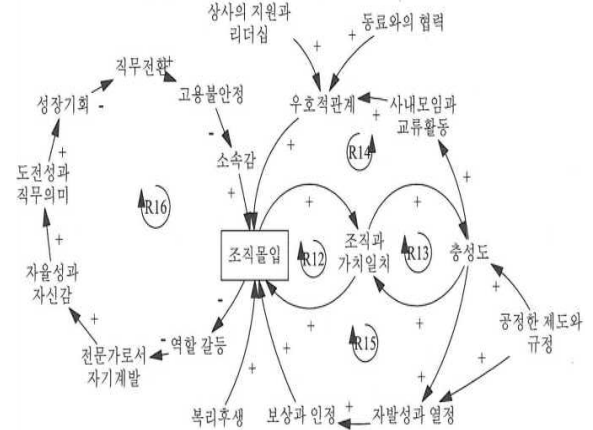 상사의 지원과
리더십
동료와의 협력
+
+
직무전환
+
-
고용불안정
성장기회
-
우호적관계
+
사내모임과
교류활동
-
소속감
+
R14
+
+
도전성과
직무의미
+
R16
+
+
+
조직몰입
R12
조직과
가치일치
R13
충성도
자율성과
자신감
+
+
+
-
+
공정한 제도와
규정
+
전문가로서
자기계발
-
역할 갈등
R15
+
+
+
+
+
복리후생
보상과 인정
+
자발성과 열정